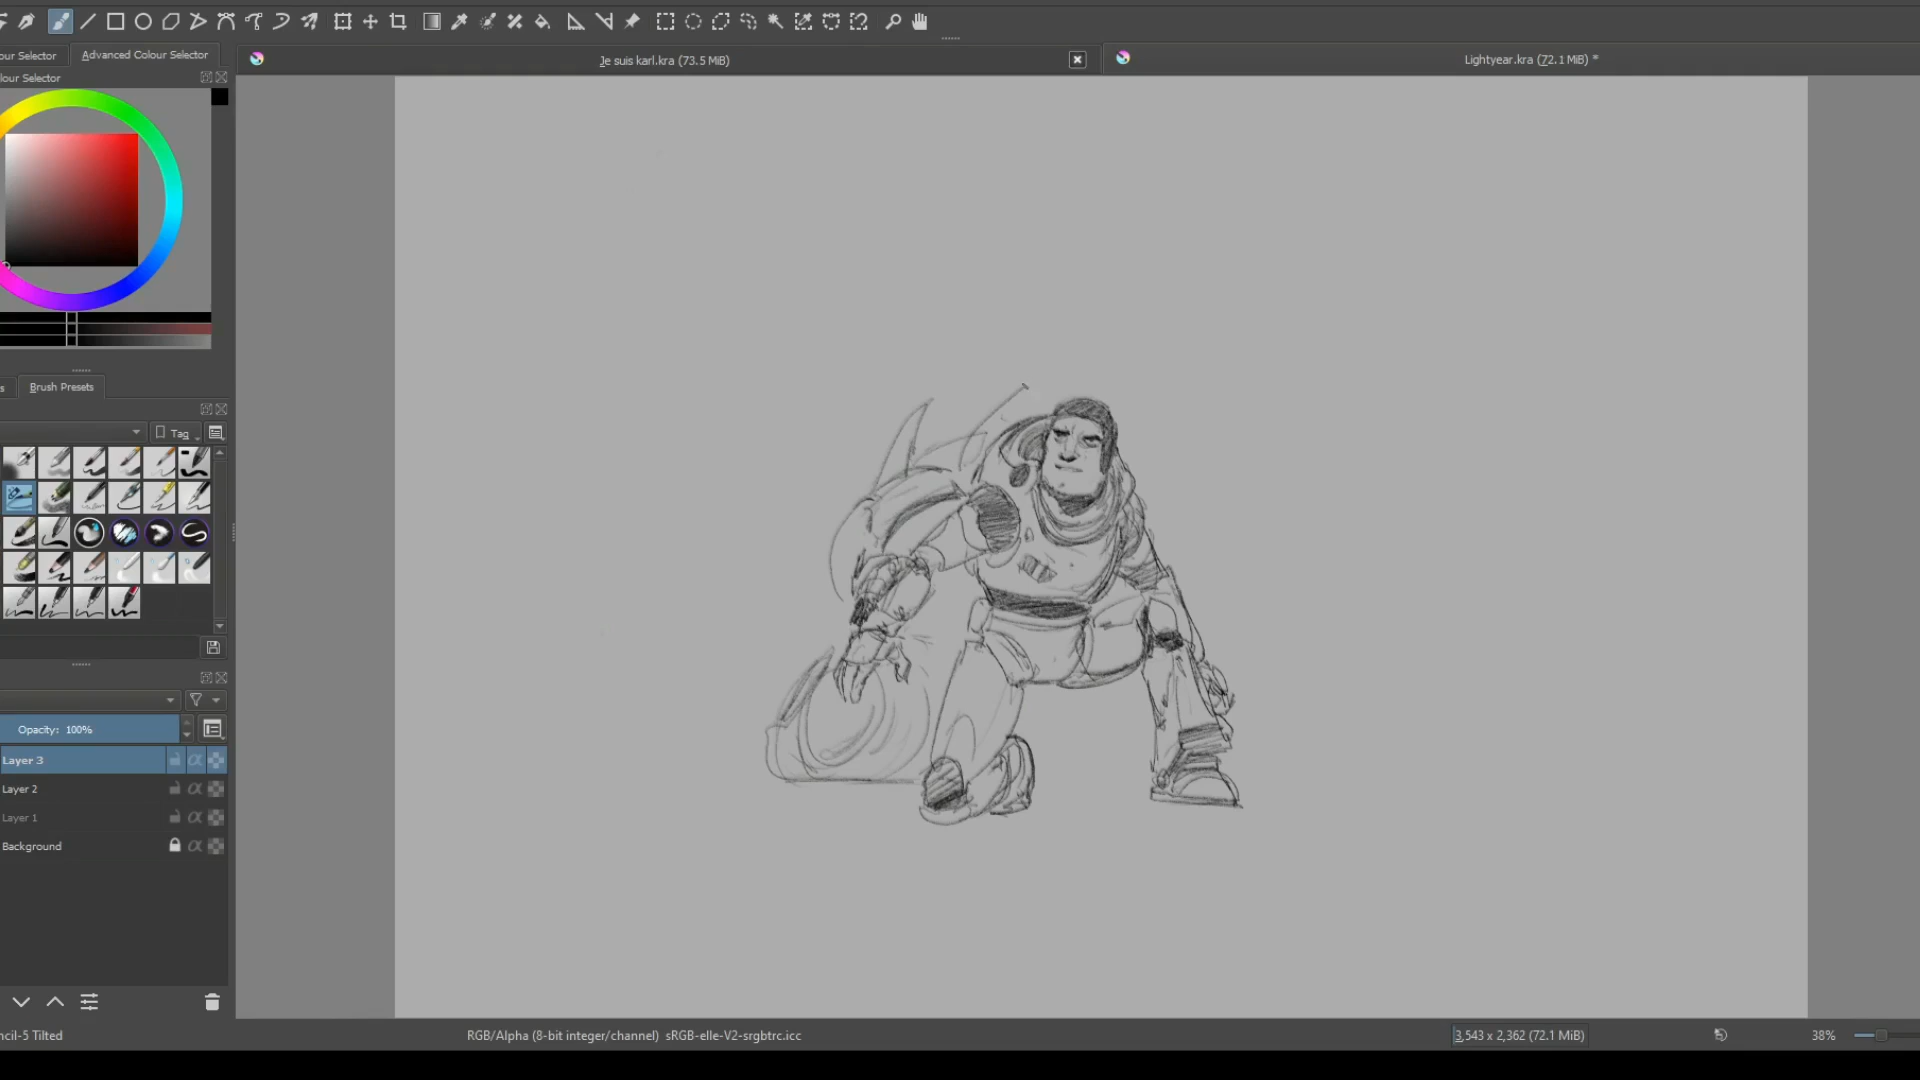 our Selector
Advanced Colour Selector
Je suis karl.kra (73.5 MiB)
Lightyear.kra (72.1 MiB) *
lour Selector
s
Brush Presets
Tag
Opacity: 100%
Layer 3
Layer 2
Layer 1
Background
ncil-5 Tilted
RGB/Alpha (8-bit integer/channel) sRGB-elle-V2-srgbtrc.icc
3,543 x 2,362 (72.1 MiB)
38%